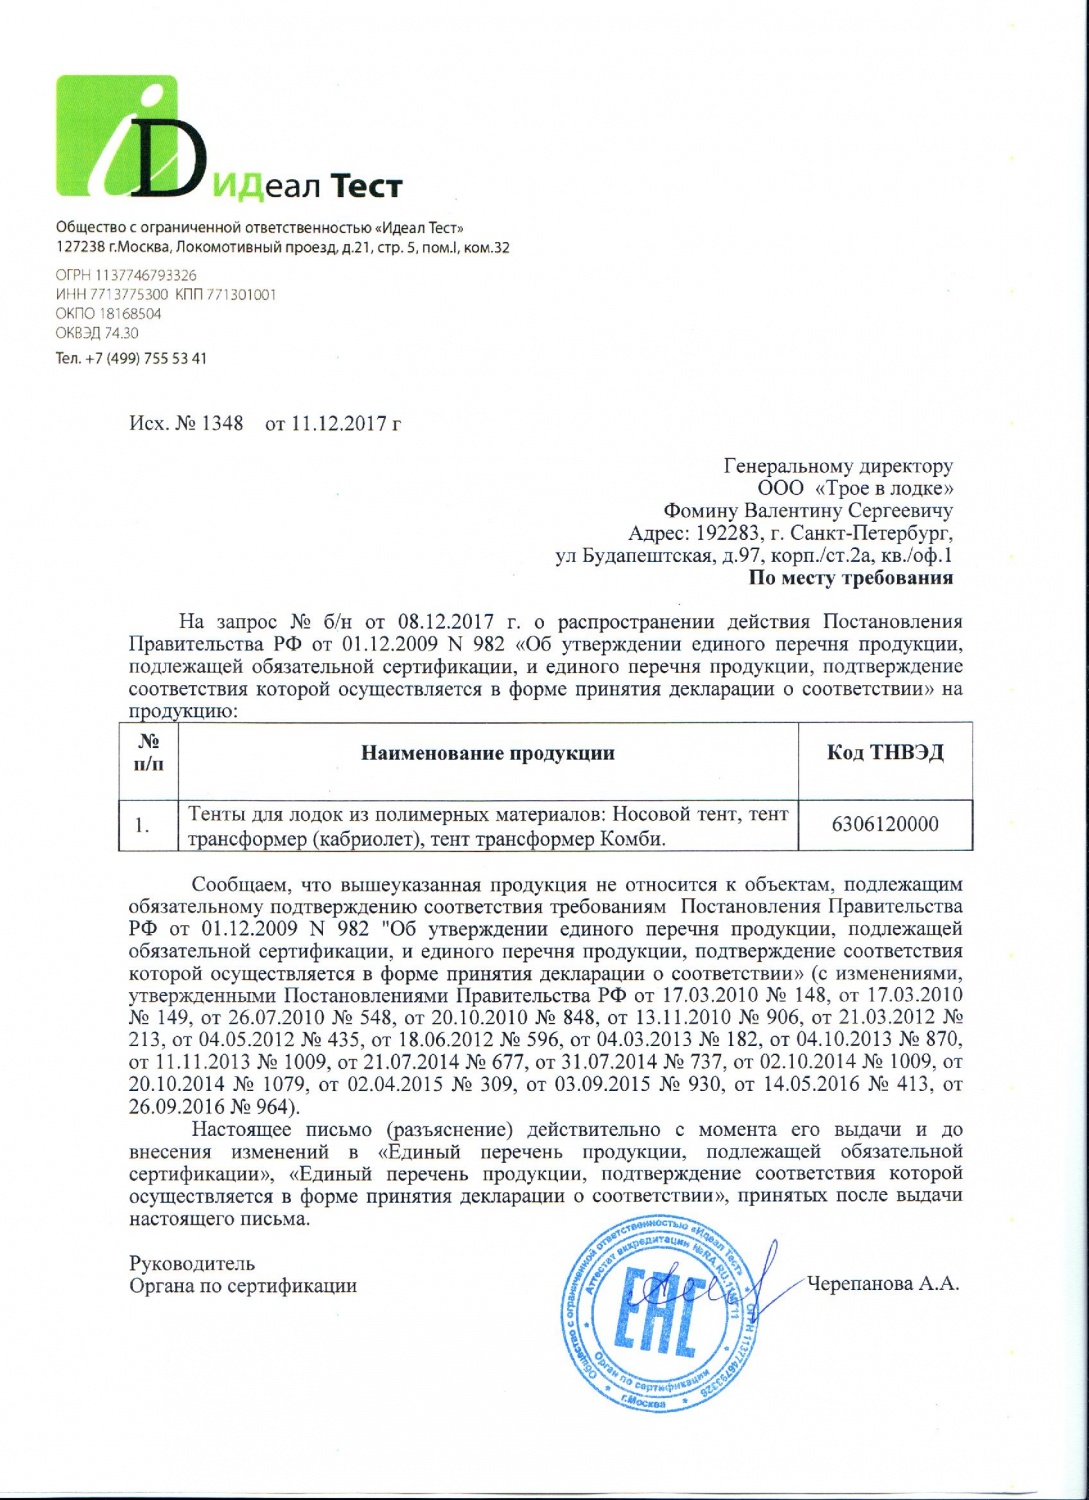 iD ИДеал Тест
Общество с ограниченной ответственностью «Идеал Тест»
127238 г.Москва, Локомотивный проезд, д.21, стр. 5, пом.I, ком.32
ОГРН 1137746793326
ИНН 7713775300 КПП 771301001
ОКПО 18168504
ОКВЭД 74.30
Тел. +7 (499) 755 53 41
Исх. № 1348 от 11.12.2017 г
Генеральному директору
ООО «Трое в лодке»
Фомину Валентину Сергеевичу
Адрес: 192283, г. Санкт-Петербург,
ул Будапештская, д.97, корп./ст.2а, кв./оф.1
По месту требования
На запрос № б/н от 08.12.2017 г. о распространении действия Постановления
Правительства РФ от 01.12.2009 N 982 «Об утверждении единого перечня продукции,
подлежащей обязательной сертификации, и единого перечня продукции, подтверждение
соответствия которой осуществляется в форме принятия декларации о соответствии» на
продукцию:
№ п/п Наименование продукции Код ТНВЭД
1. Тенты для лодок из полимерных материалов: Носовой тент, тент
трансформер (кабриолет), тент трансформер Комби. 6306120000
Сообщаем, что вышеуказанная продукция не относится к объектам, подлежащим
обязательному подтверждению соответствия требованиям Постановления Правительства
РФ от 01.12.2009 N 982 "Об утверждении единого перечня продукции, подлежащей
обязательной сертификации, и единого перечня продукции, подтверждение соответствия
которой осуществляется в форме принятия декларации о соответствии» (с изменениями,
утвержденными Постановлениями Правительства РФ от 17.03.2010 № 148, от 17.03.2010
№ 149, от 26.07.2010 № 548, от 20.10.2010 № 848, от 13.11.2010 № 906, от 21.03.2012 №
213, от 04.05.2012 № 435, от 18.06.2012 № 596, от 04.03.2013 № 182, от 04.10.2013 № 870,
от 11.11.2013 № 1009, от 21.07.2014 № 677, от 31.07.2014 № 737, от 02.10.2014 № 1009, от
20.10.2014 № 1079, от 02.04.2015 № 309, от 03.09.2015 № 930, от 14.05.2016 № 413, от
26.09.2016 № 964).
Настоящее письмо (разъяснение) действительно с момента его выдачи и до
внесения изменений в «Единый перечень продукции, подлежащей обязательной
сертификации», «Единый перечень продукции, подтверждение соответствия которой
осуществляется в форме принятия декларации о соответствии», принятых после выдачи
настоящего письма.
Руководитель
Органа по сертификации
Черепанова А.А.
Общество с ограниченной ответственностью «Идеал Тест» * ОГРН 1137746793326 * г.Москва *
Аттестат аккредитации
Орган по сертификации
ЕАС